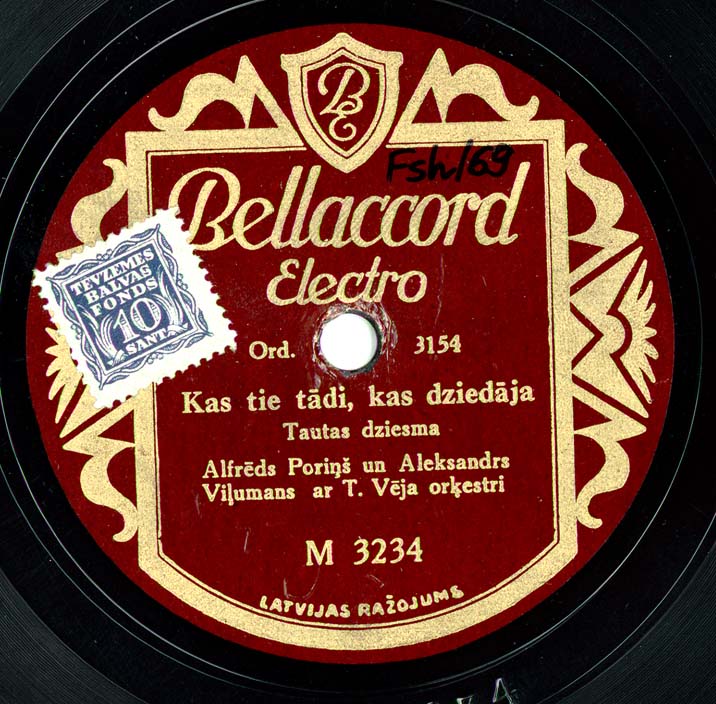 BE
Fsh/69
Bellaccord
Electro
TĒVZEMES
BALVAS
FONDS
10
SANT.
Ord. 3154
Kas tie tādi, kas dziedāja
Tautas dziesma
Alfrēds Poriņš un Aleksandrs
Viļumans ar T. Vēja orķestri
M 3234
LATVIJAS RAŽOJUMS